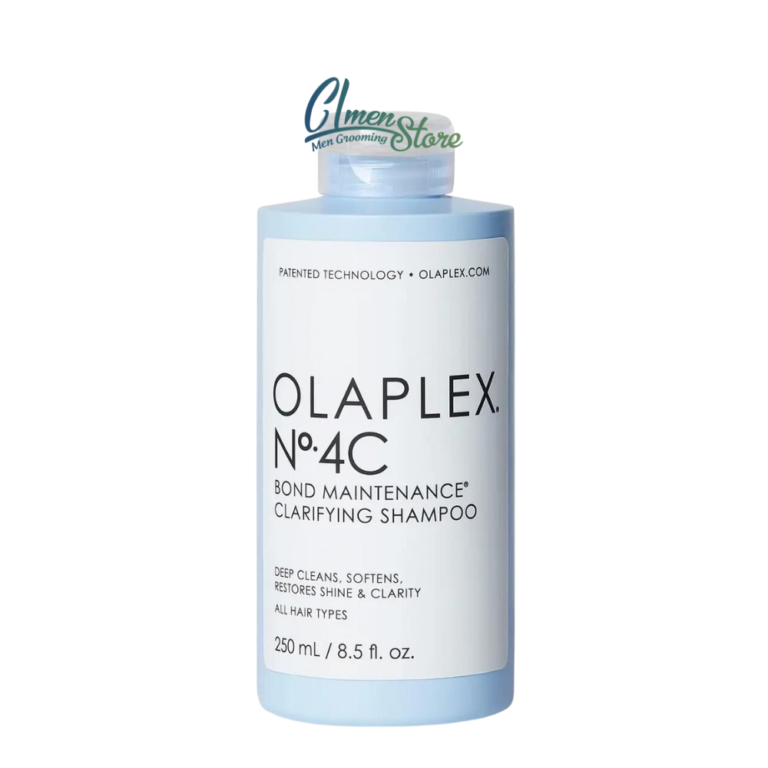 CImen
Men Grooming Store
PATENTED TECHNOLOGY • OLAPLEX.COM
OLAPLEX.
Nº.4C
BOND MAINTENANCE®
CLARIFYING SHAMPOO
DEEP CLEANS, SOFTENS,
RESTORES SHINE & CLARITY
ALL HAIR TYPES
250 mL / 8.5 fl. oz.